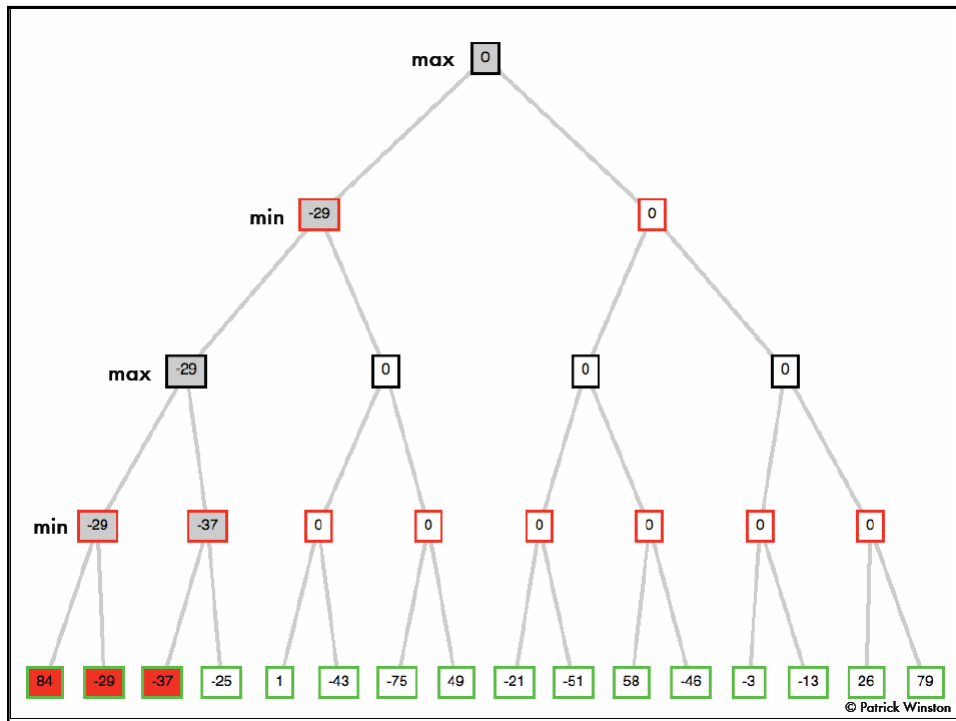 max 0
min -29 0
max -29 0 0 0
min -29 -37 0 0 0 0 0 0
84 -29 -37 -25 1 -43 -75 49 -21 -51 58 -46 -3 -13 26 79
© Patrick Winston